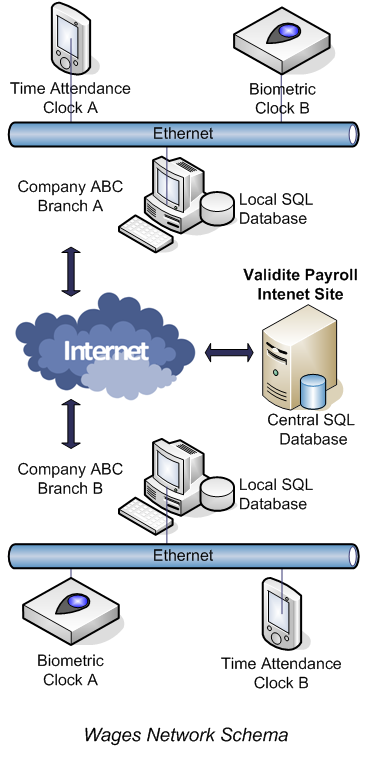 Time Attendance
Clock A
Biometric
Clock B
Ethernet
Company ABC
Branch A
Local SQL
Database
Validite Payroll
Intenet Site
Internet
Central SQL
Database
Company ABC
Branch B
Local SQL
Database
Ethernet
Biometric
Clock A
Time Attendance
Clock B
Wages Network Schema